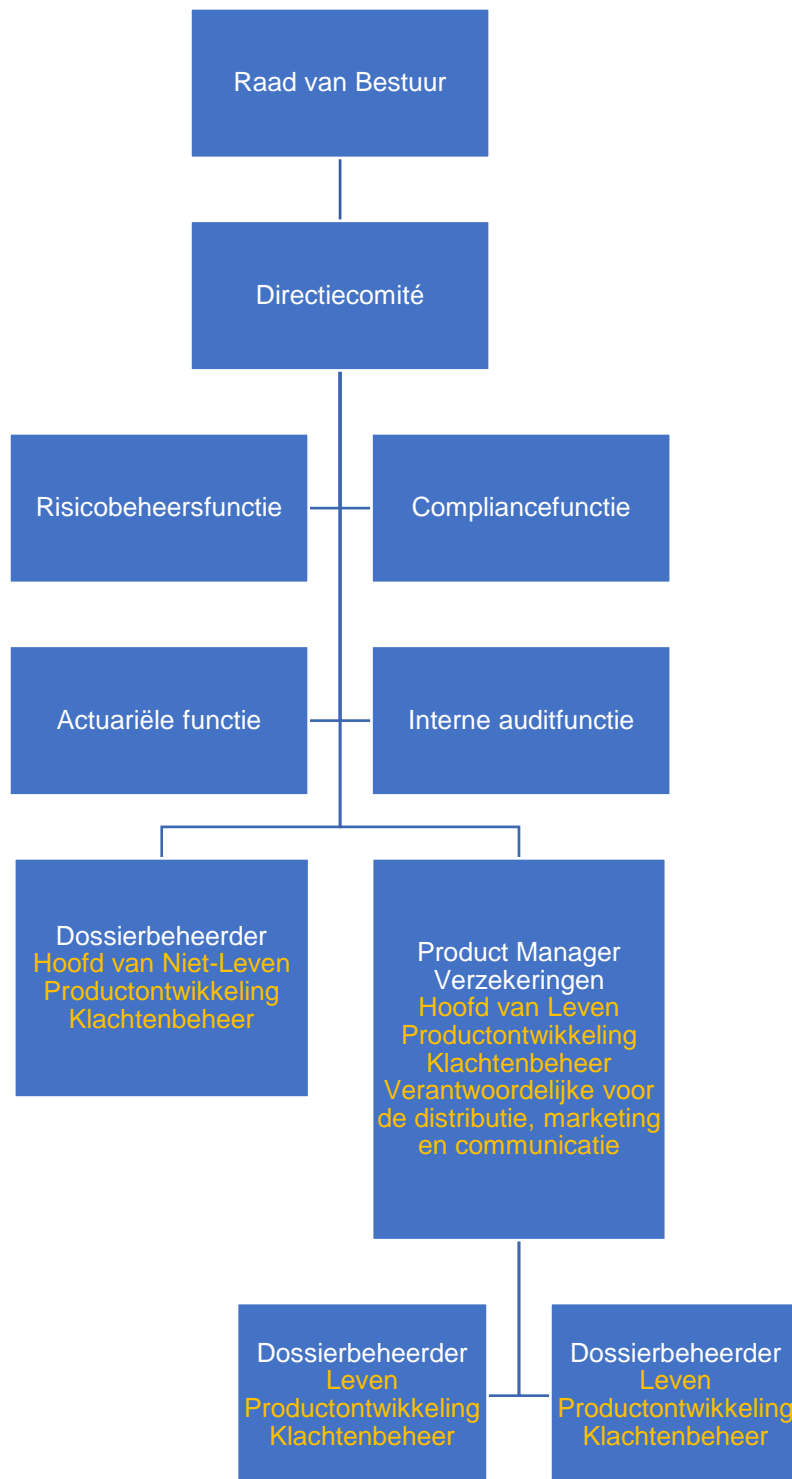 Raad van Bestuur
Directiecomité
Risicobeheersfunctie
Compliancefunctie
Actuariële functie
Interne auditfunctie
Dossierbeheerder
Hoofd van Niet-Leven
Productontwikkeling
Klachtenbeheer
Product Manager
Verzekeringen
Hoofd van Leven
Productontwikkeling
Klachtenbeheer
Verantwoordelijke voor
de distributie, marketing
en communicatie
Dossierbeheerder
Leven
Productontwikkeling
Klachtenbeheer
Dossierbeheerder
Leven
Productontwikkeling
Klachtenbeheer